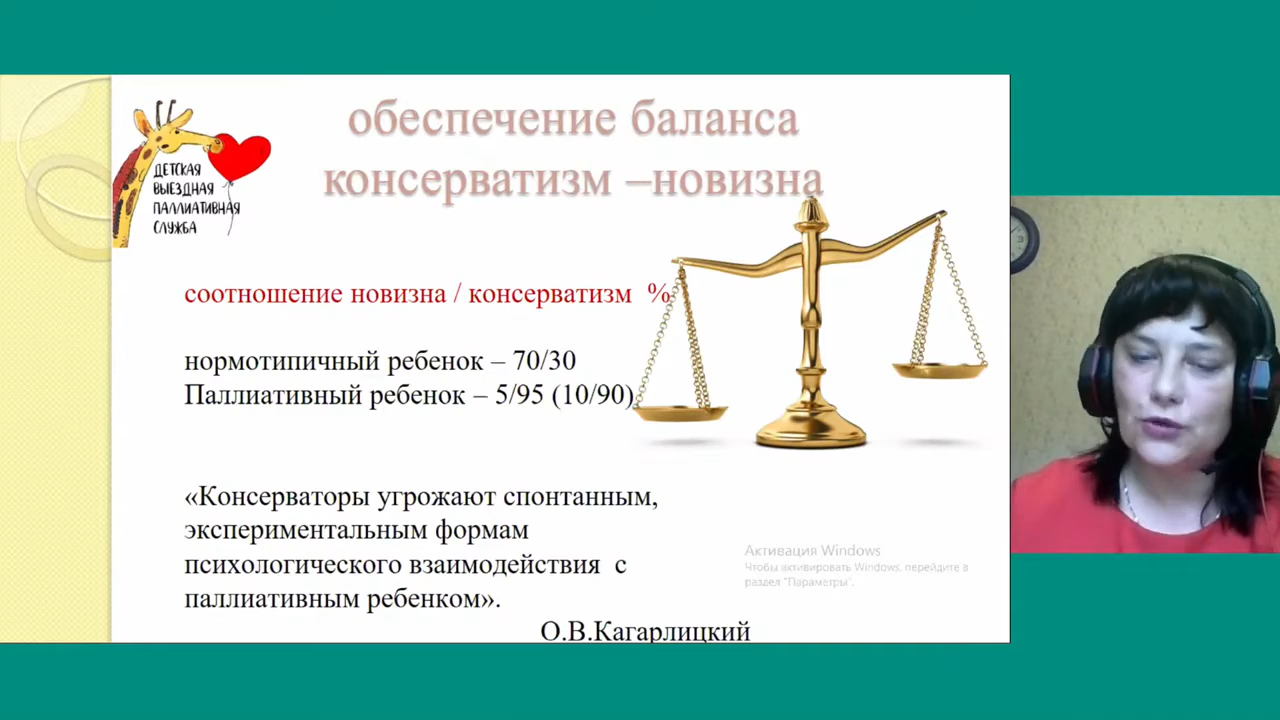 обеспечение баланса
консерватизм –новизна
ДЕТСКАЯ
ВЫЕЗДНАЯ
ПАЛЛИАТИВНАЯ
СЛУЖБА
соотношение новизна / консерватизм %
нормотипичный ребенок – 70/30
Паллиативный ребенок – 5/95 (10/90)
«Консерваторы угрожают спонтанным,
экспериментальным формам
психологического взаимодействия с
паллиативным ребенком».
О.В.Кагарлицкий
Активация Windows
Чтобы активировать Windows, перейдите в
раздел "Параметры".